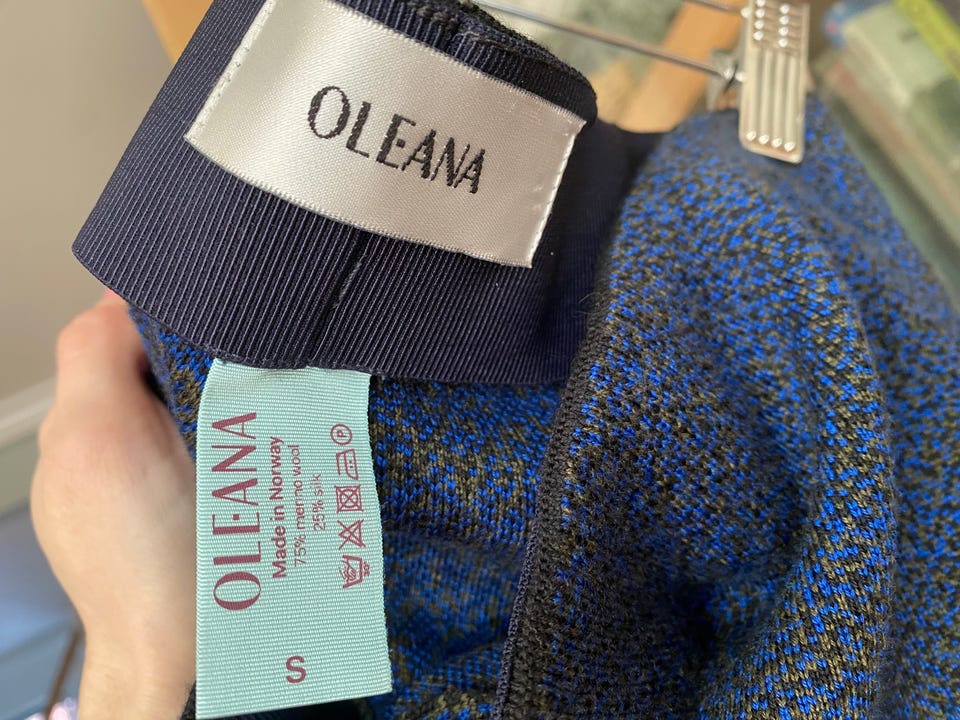 OLEANA
OLEANA
Made in Norway
75% merino wool
25% silk
S